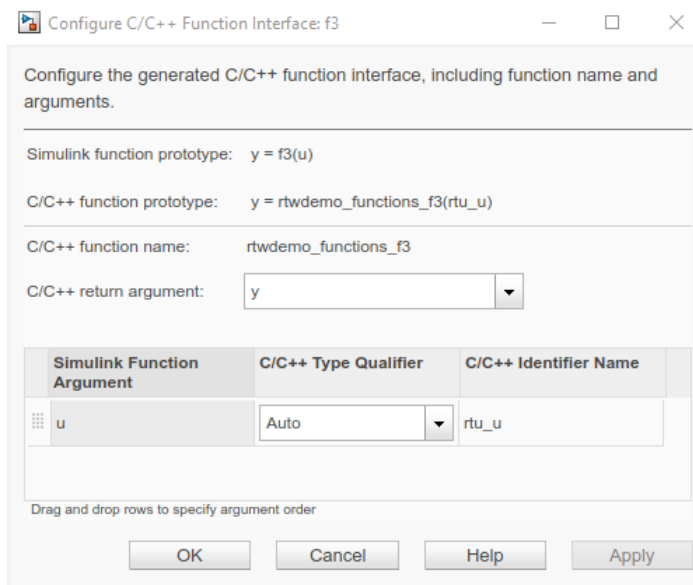 Configure C/C++ Function Interface: f3
Configure the generated C/C++ function interface, including function name and
arguments.
Simulink function prototype: y = f3(u)
C/C++ function prototype: y = rtwdemo_functions_f3(rtu_u)
C/C++ function name: rtwdemo_functions_f3
C/C++ return argument: y
Simulink Function Argument C/C++ Type Qualifier C/C++ Identifier Name
u Auto rtu_u
Drag and drop rows to specify argument order
OK Cancel Help Apply